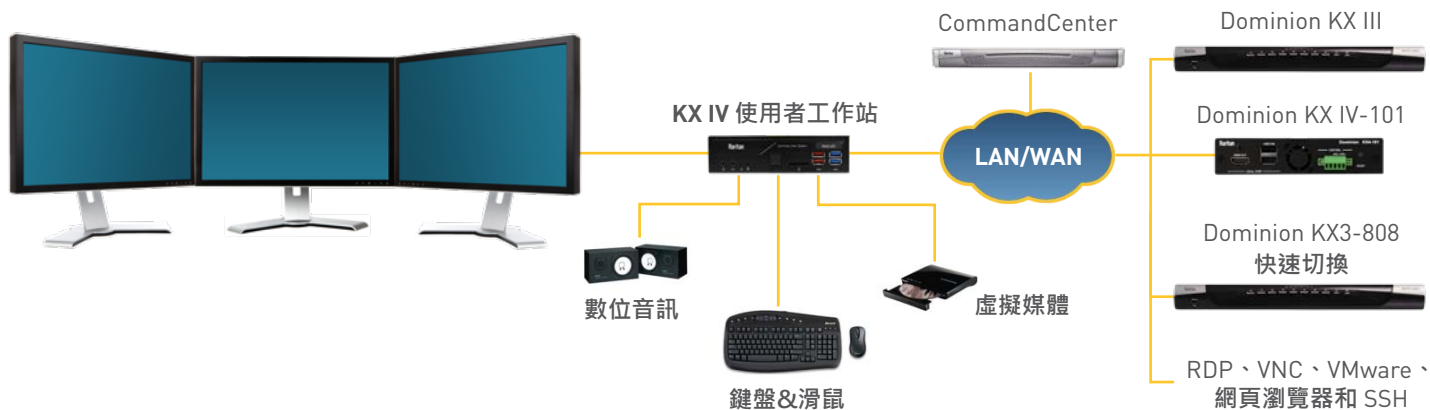 CommandCenter
Dominion KX III
KX IV 使用者工作站
Dominion KX IV-101
LAN/WAN
Raritan
Raritan
Dominion KX3-808
快速切換
數位音訊
虛擬媒體
鍵盤&滑鼠
RDP、VNC、VMware、
網頁瀏覽器和 SSH